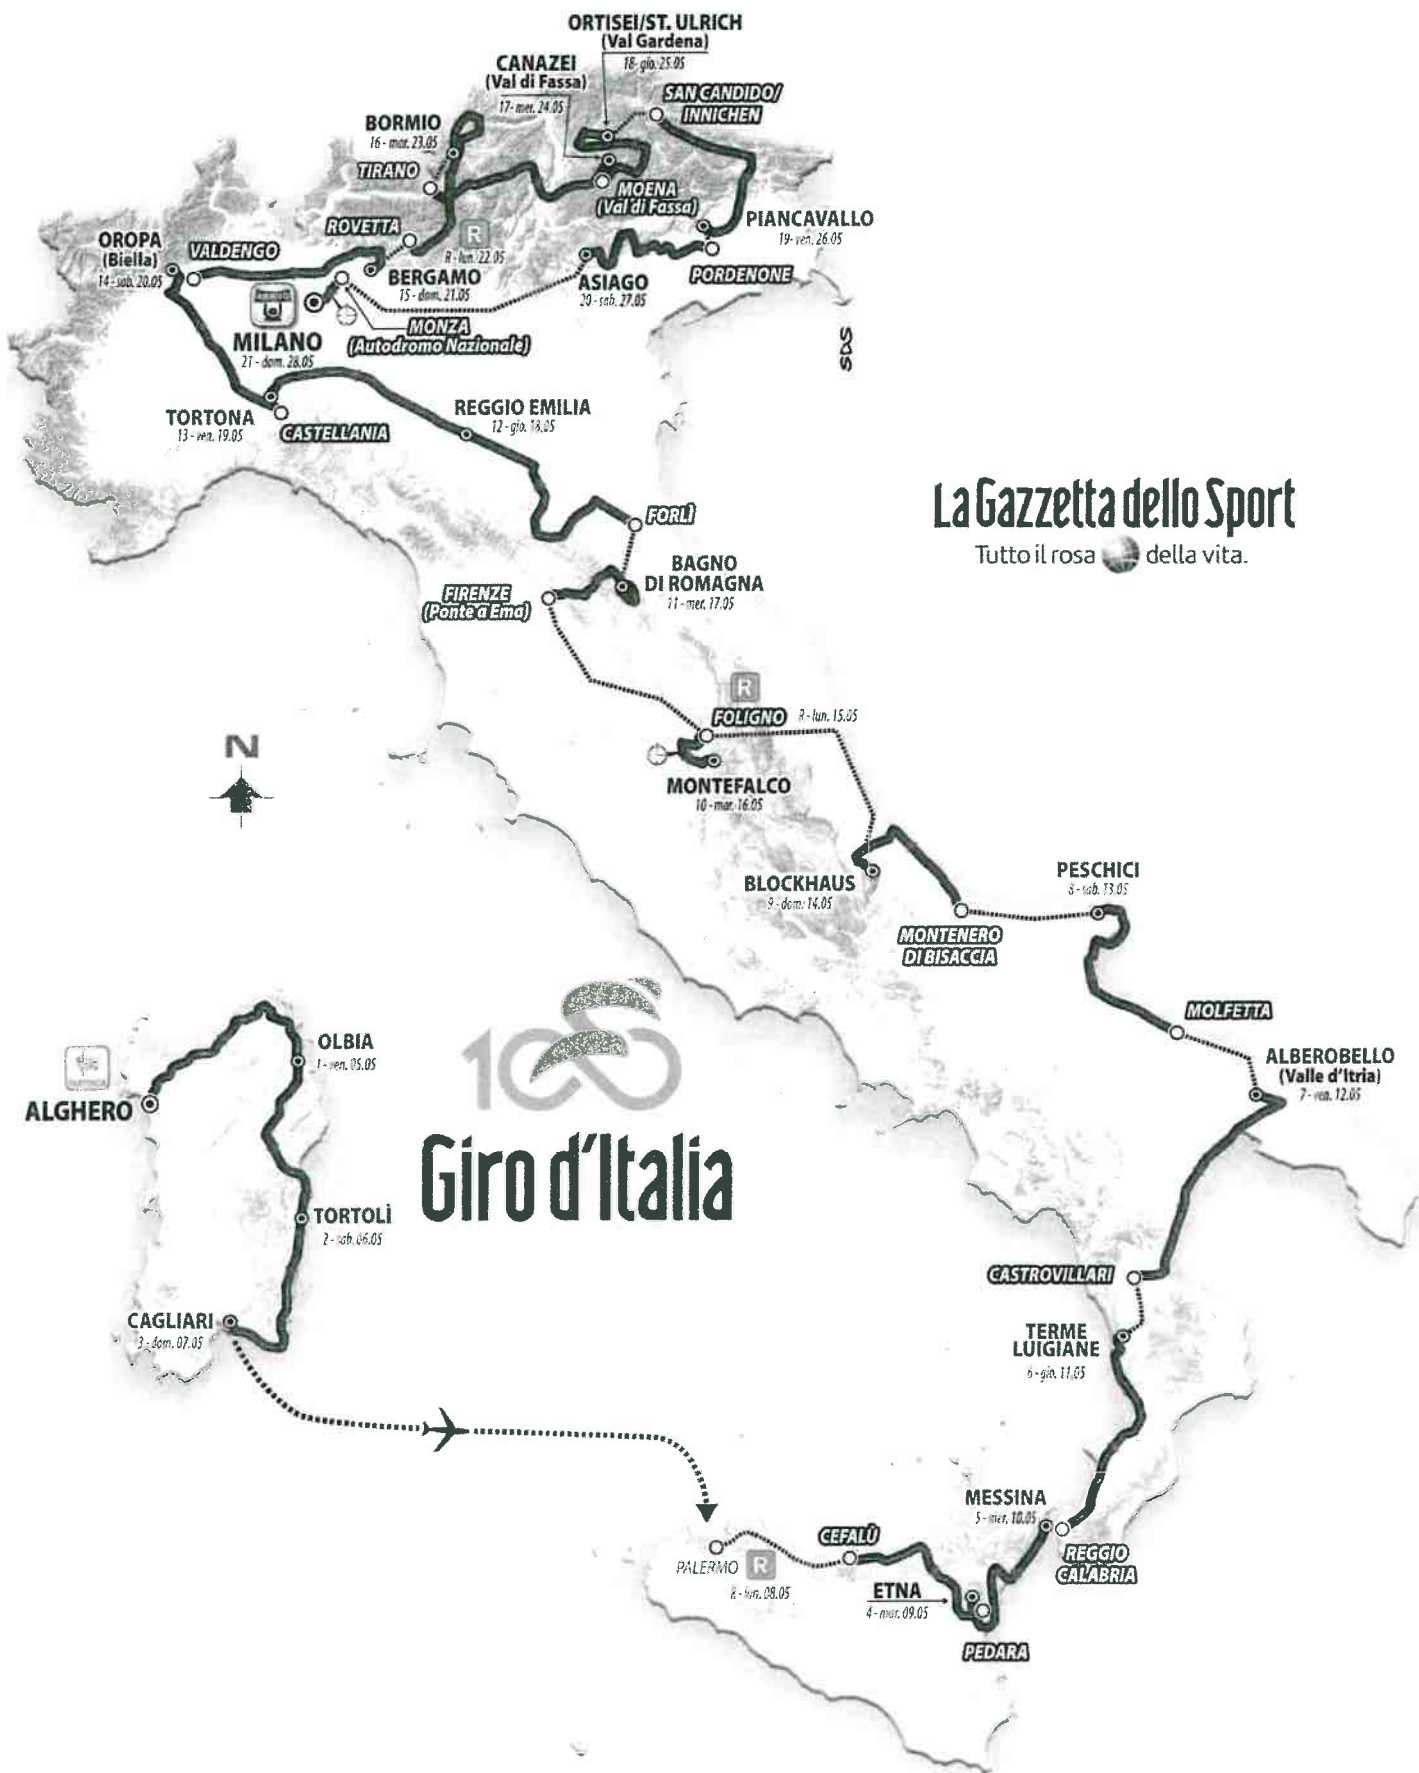 ORTISEI/ST. ULRICH
(Val Gardena)
18- gio. 25.05
CANAZEI
(Val di Fassa)
17- mer. 24.05
SAN CANDIDO/
INNICHEN
BORMIO
16 - mar. 23.05
TIRANO
MOENA
(Val di Fassa)
PIANCAVALLO
19- ven. 26.05
ROVETTA
R
R - lun. 22.05
OROPA
(Biella)
14 - sab. 20.05
VALDENGO
BERGAMO
15 - dom. 21.05
ASIAGO
20 - sab. 27.05
PORDENONE
MILANO
21 - dom. 28.05
MONZA
(Autodromo Nazionale)
SDS
TORTONA
13 - ven. 19.05
CASTELLANIA
REGGIO EMILIA
12 - gio. 18.05
La Gazzetta dello Sport
Tutto il rosa della vita.
FORLÌ
BAGNO
DI ROMAGNA
11 - mer. 17.05
FIRENZE
(Ponte a Ema)
R
FOLIGNO
R - lun. 15.05
N
MONTEFALCO
10 - mar. 16.05
BLOCKHAUS
9 - dom. 14.05
PESCHICI
8 - sab. 13.05
MONTENERO
DI BISACCIA
MOLFETTA
ALBEROBELLO
(Valle d'Itria)
7 - ven. 12.05
OLBIA
1 - ven. 05.05
ALGHERO
100
Giro d'Italia
TORTOLÌ
2 - sab. 06.05
CAGLIARI
3 - dom. 07.05
CASTROVILLARI
TERME
LUIGIANE
6 - gio. 11.05
MESSINA
5 - mer. 10.05
REGGIO
CALABRIA
CEFALÙ
PALERMO
R
R - lun. 08.05
ETNA
4 - mar. 09.05
PEDARA